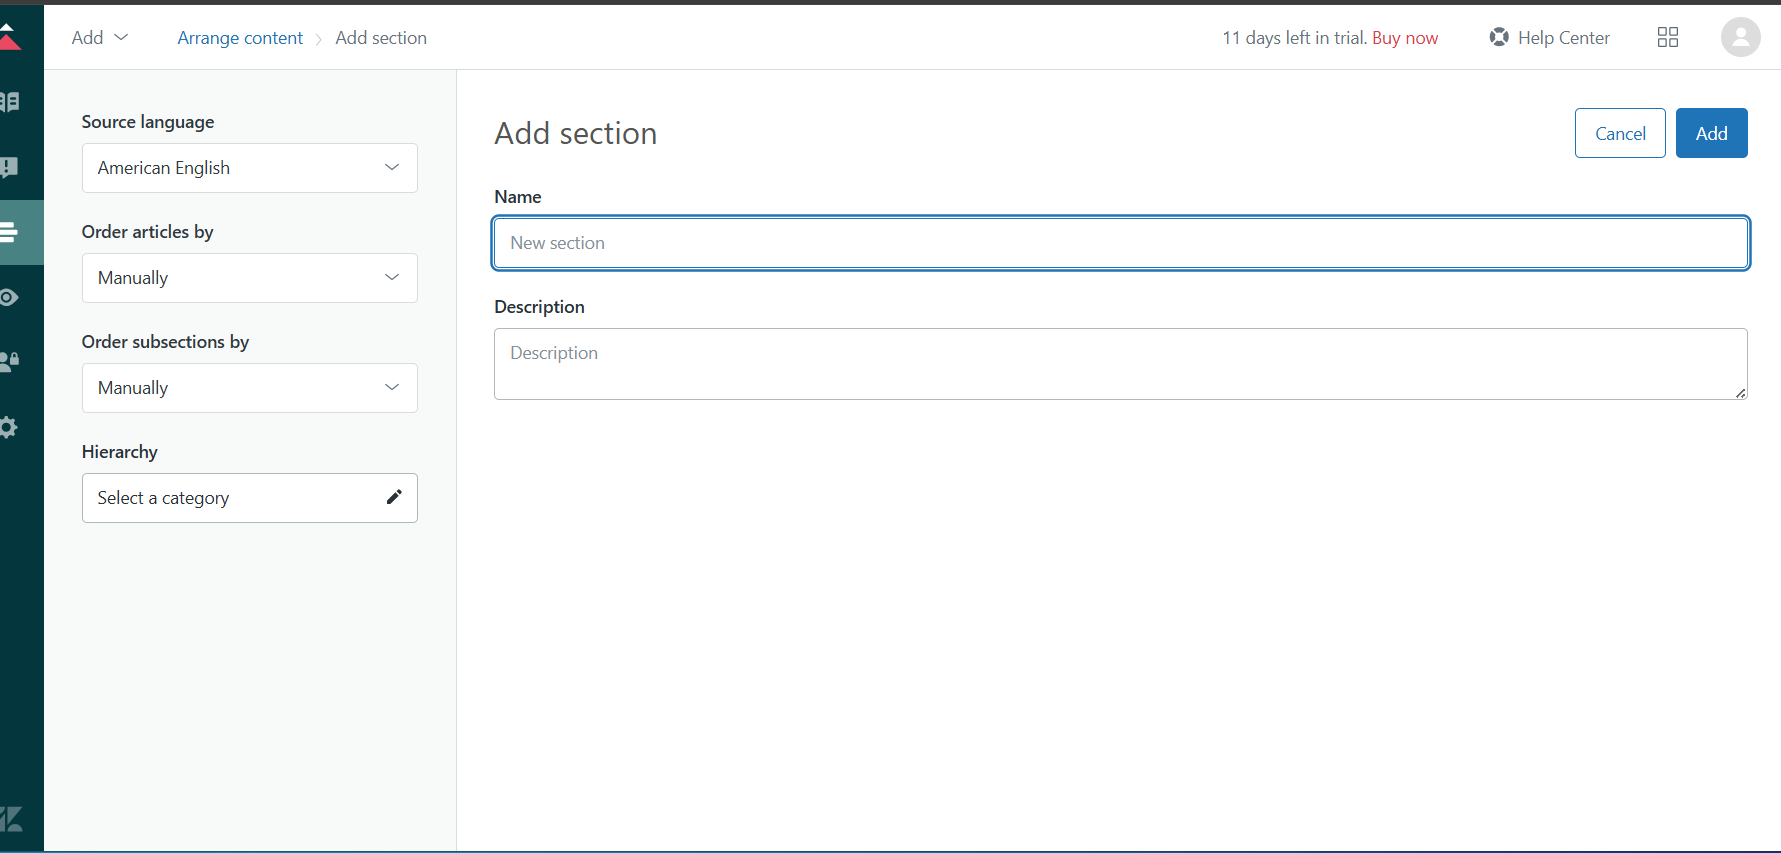 Add
Arrange content
Add section
11 days left in trial. Buy now
Help Center
Source language
American English
Order articles by
Manually
Order subsections by
Manually
Hierarchy
Select a category
Add section
Cancel
Add
Name
New section
Description
Description